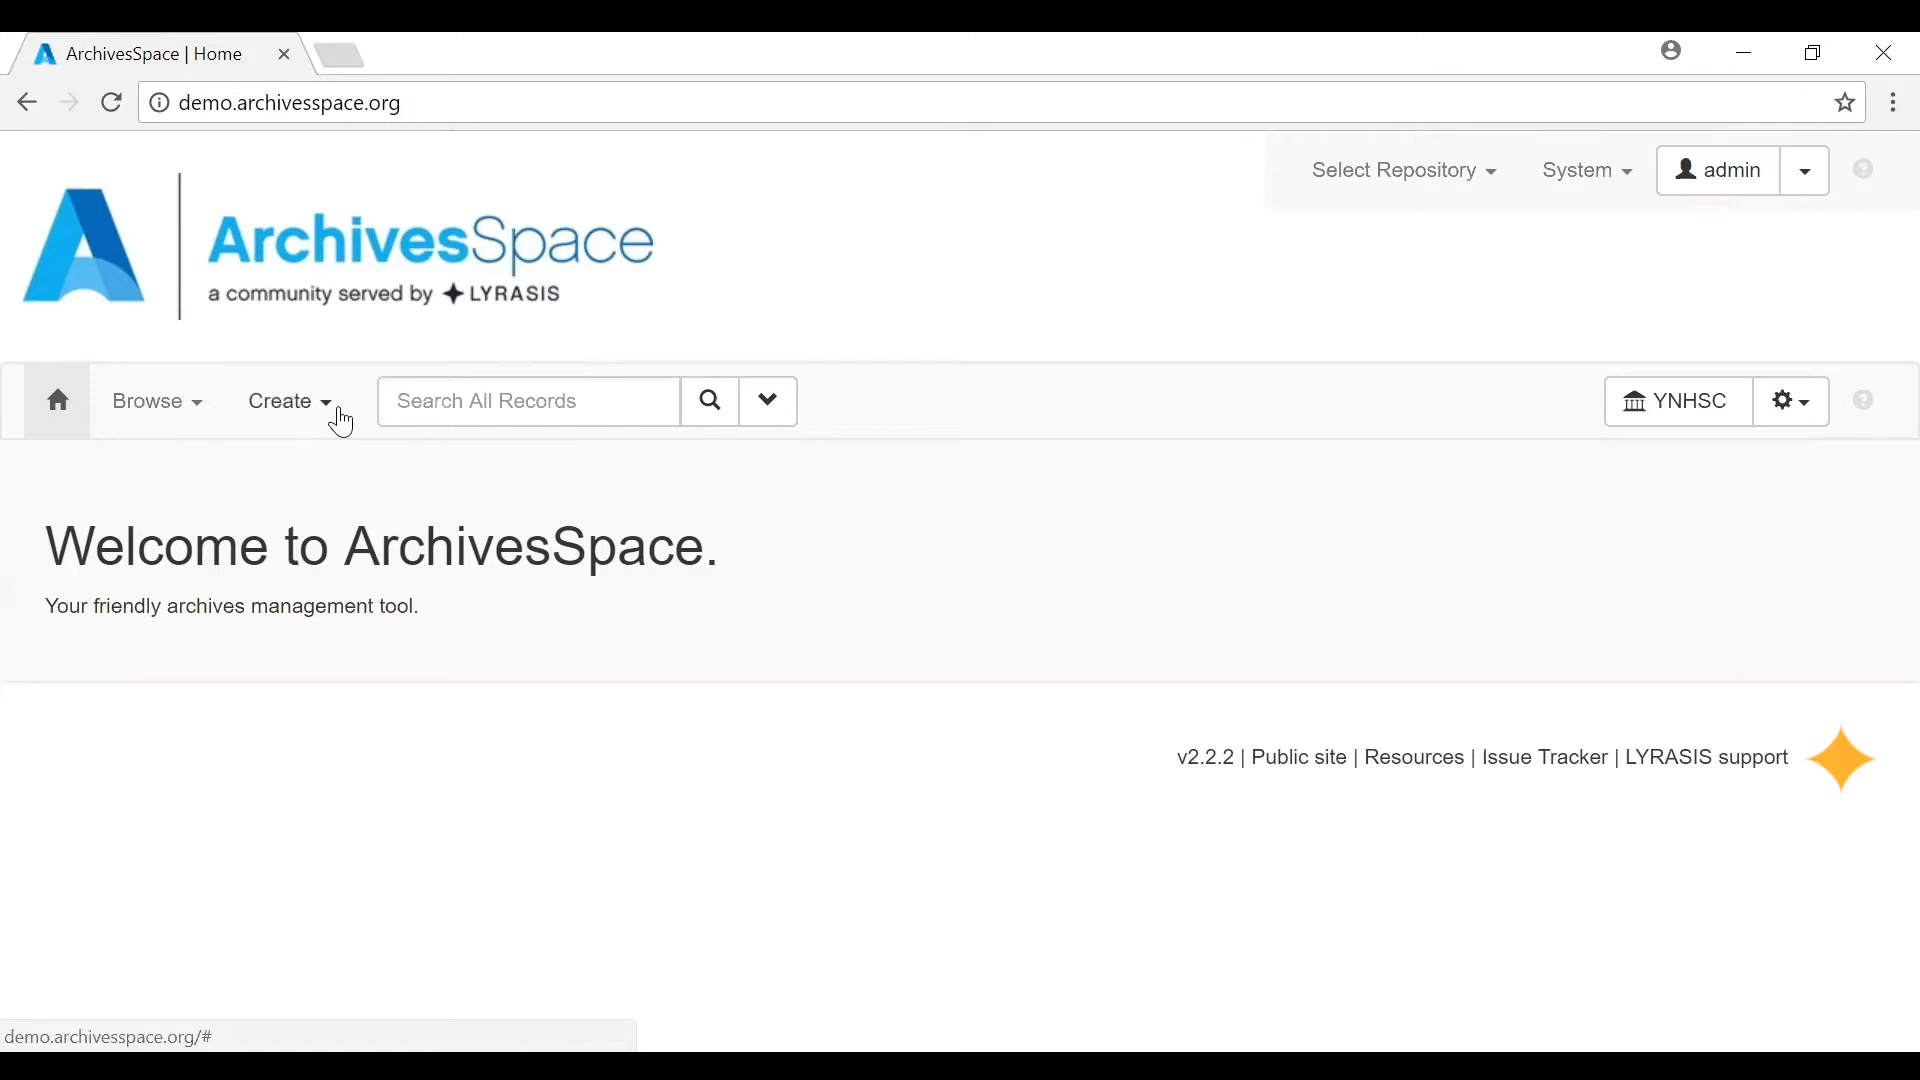 ArchivesSpace | Home
demo.archivesspace.org
Select Repository
System
admin
ArchivesSpace
a community served by LYRASIS
Browse
Create
Search All Records
YNHSC
Welcome to ArchivesSpace.
Your friendly archives management tool.
v2.2.2 | Public site | Resources | Issue Tracker | LYRASIS support
demo.archivesspace.org/#